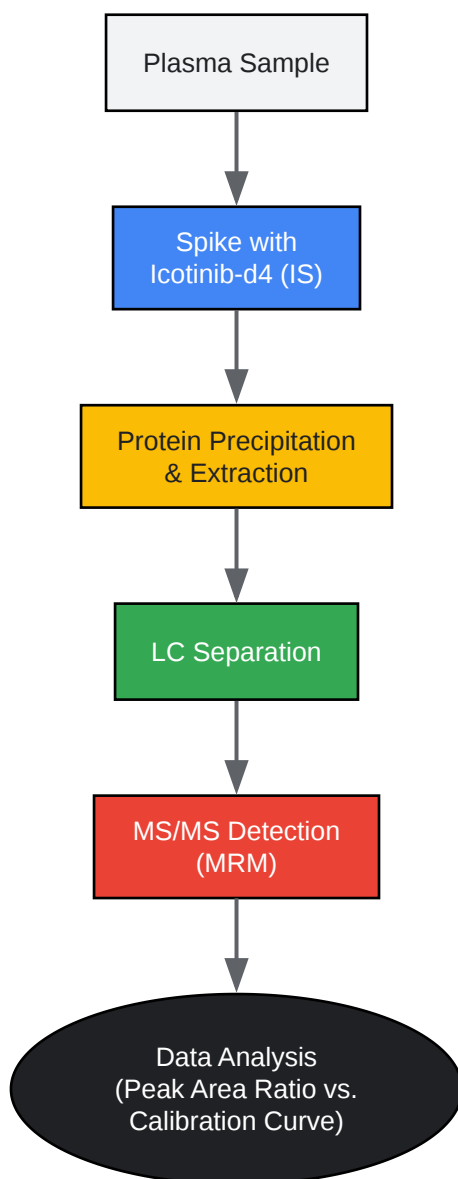 Plasma Sample
Spike with
Icotinib-d4 (IS)
Protein Precipitation
& Extraction
LC Separation
MS/MS Detection
(MRM)
Data Analysis
(Peak Area Ratio vs.
Calibration Curve)